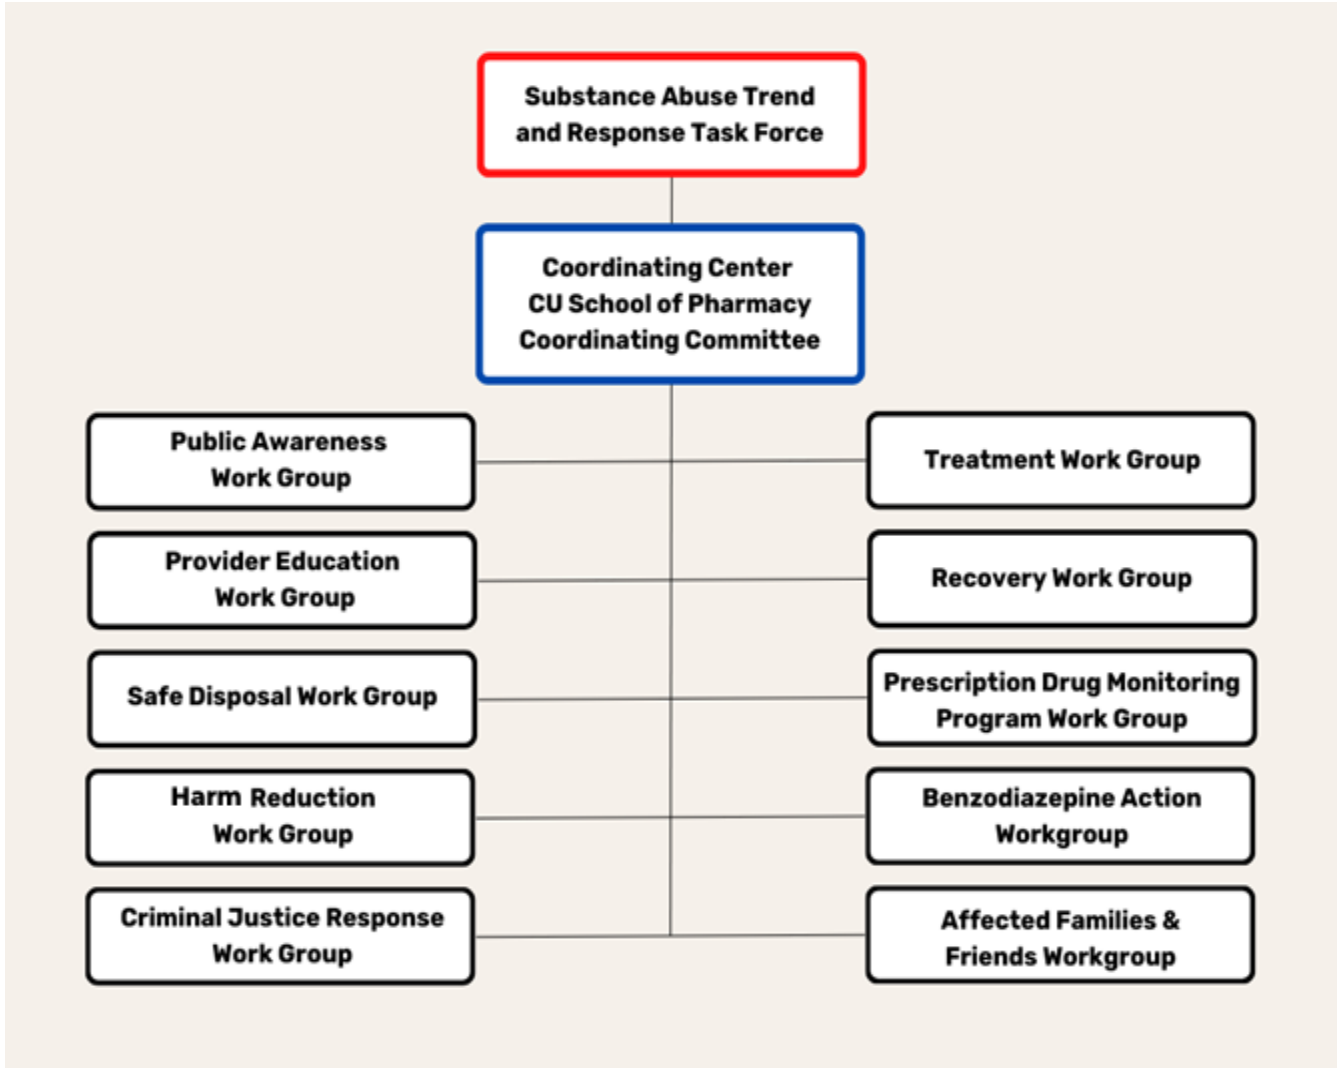 Substance Abuse Trend
and Response Task Force
Coordinating Center
CU School of Pharmacy
Coordinating Committee
Public Awareness
Work Group
Treatment Work Group
Provider Education
Work Group
Recovery Work Group
Safe Disposal Work Group
Prescription Drug Monitoring
Program Work Group
Harm Reduction
Work Group
Benzodiazepine Action
Workgroup
Criminal Justice Response
Work Group
Affected Families &
Friends Workgroup